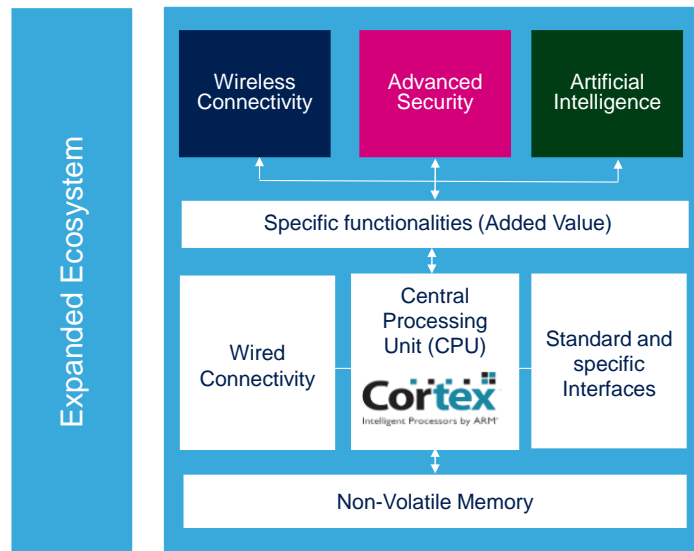 Expanded Ecosystem
Wireless
Connectivity
Advanced
Security
Artificial
Intelligence
Specific functionalities (Added Value)
Wired
Connectivity
Central
Processing
Unit (CPU)
Cortex
Intelligent Processors by ARM®
Standard and
specific
Interfaces
Non-Volatile Memory